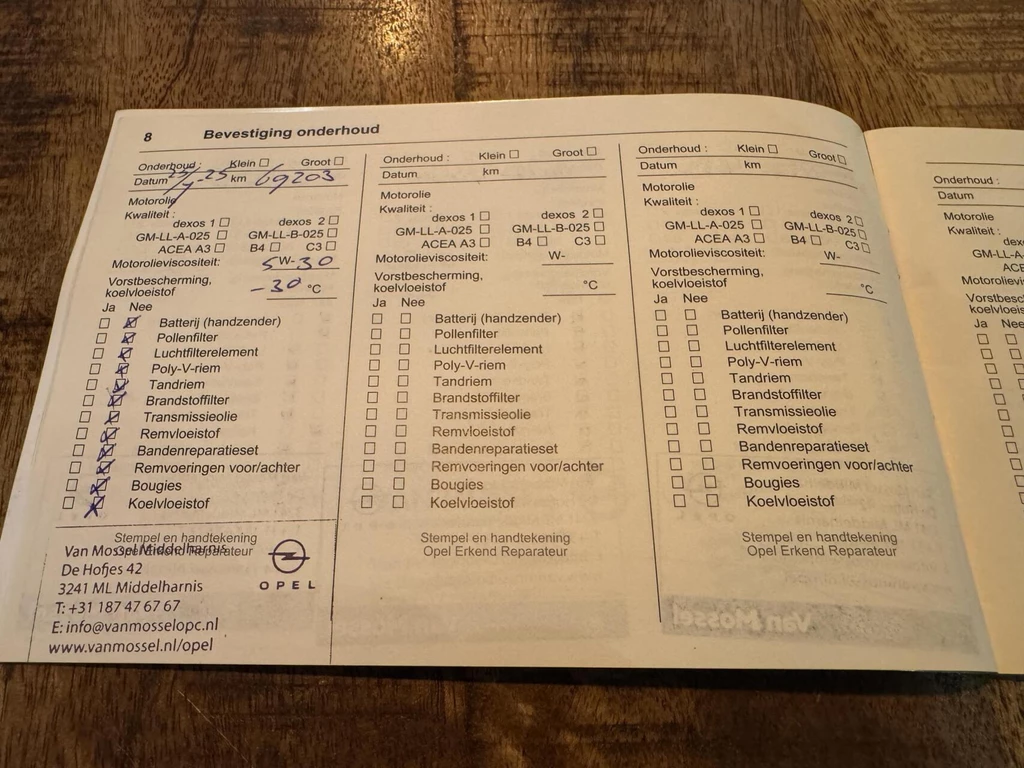 8 Bevestiging onderhoud
Onderhoud : Klein ☐ Groot ☐
Datum km 69203
Motorolie
Kwaliteit :
dexos 1 ☐ dexos 2 ☐
GM-LL-A-025 ☐ GM-LL-B-025 ☐
ACEA A3 ☐ B4 ☐ C3 ☐
Motorolieviscositeit: 5W-30
Vorstbescherming,
koelvloeistof -30 °C
Ja Nee
☐ ☒ Batterij (handzender)
☐ ☒ Pollenfilter
☐ ☒ Luchtfilterelement
☐ ☒ Poly-V-riem
☐ ☒ Tandriem
☐ ☒ Brandstoffilter
☐ ☒ Transmissieolie
☐ ☒ Remvloeistof
☐ ☒ Bandenreparatieset
☐ ☒ Remvoeringen voor/achter
☐ ☒ Bougies
☐ ☒ Koelvloeistof
Stempel en handtekening
Opel Erkend Reparateur
Van Mossel Middelharnis
De Hofjes 42
3241 ML Middelharnis
T: +31 187 47 67 67
E: info@vanmosselopc.nl
www.vanmossel.nl/opel
OPEL
Onderhoud : Klein ☐ Groot ☐
Datum km
Motorolie
Kwaliteit :
dexos 1 ☐ dexos 2 ☐
GM-LL-A-025 ☐ GM-LL-B-025 ☐
ACEA A3 ☐ B4 ☐ C3 ☐
Motorolieviscositeit: W-
Vorstbescherming,
koelvloeistof °C
Ja Nee
☐ ☐ Batterij (handzender)
☐ ☐ Pollenfilter
☐ ☐ Luchtfilterelement
☐ ☐ Poly-V-riem
☐ ☐ Tandriem
☐ ☐ Brandstoffilter
☐ ☐ Transmissieolie
☐ ☐ Remvloeistof
☐ ☐ Bandenreparatieset
☐ ☐ Remvoeringen voor/achter
☐ ☐ Bougies
☐ ☐ Koelvloeistof
Stempel en handtekening
Opel Erkend Reparateur
Onderhoud : Klein ☐ Groot ☐
Datum km
Motorolie
Kwaliteit :
dexos 1 ☐ dexos 2 ☐
GM-LL-A-025 ☐ GM-LL-B-025 ☐
ACEA A3 ☐ B4 ☐ C3 ☐
Motorolieviscositeit: W-
Vorstbescherming,
koelvloeistof °C
Ja Nee
☐ ☐ Batterij (handzender)
☐ ☐ Pollenfilter
☐ ☐ Luchtfilterelement
☐ ☐ Poly-V-riem
☐ ☐ Tandriem
☐ ☐ Brandstoffilter
☐ ☐ Transmissieolie
☐ ☐ Remvloeistof
☐ ☐ Bandenreparatieset
☐ ☐ Remvoeringen voor/achter
☐ ☐ Bougies
☐ ☐ Koelvloeistof
Stempel en handtekening
Opel Erkend Reparateur
Van Mossel
Onderhoud :
Datum
Motorolie
Kwaliteit :
Ja Nee